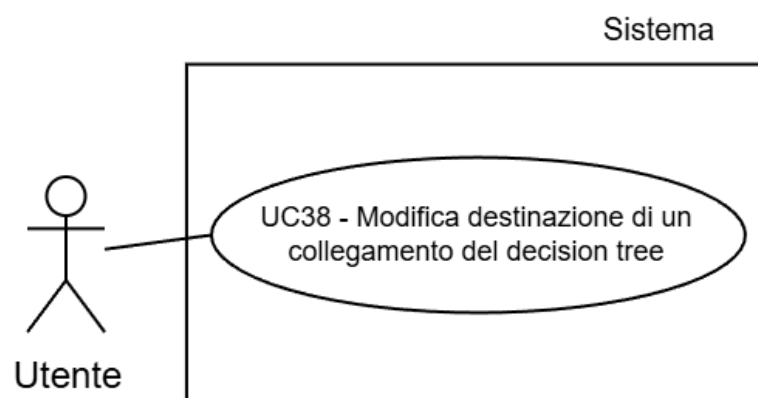 Sistema
UC38 - Modifica destinazione di un
collegamento del decision tree
Utente